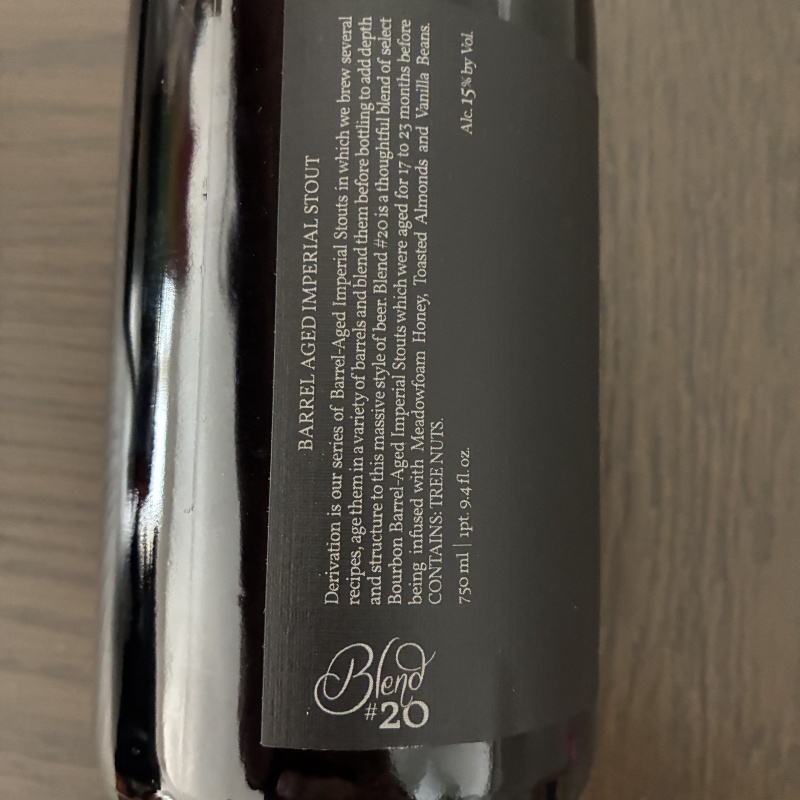 BARREL AGED IMPERIAL STOUT
Derivation is our series of Barrel-Aged Imperial Stouts in which we brew several
recipes, age them in a variety of barrels and blend them before bottling to add depth
and structure to this massive style of beer. Blend #20 is a thoughtful blend of select
Bourbon Barrel-Aged Imperial Stouts which were aged for 17 to 23 months before
being infused with Meadowfoam Honey, Toasted Almonds and Vanilla Beans.
CONTAINS: TREE NUTS.
750 ml | 1pt. 9.4 fl. oz. Alc. 15% by Vol.
Blend
#20